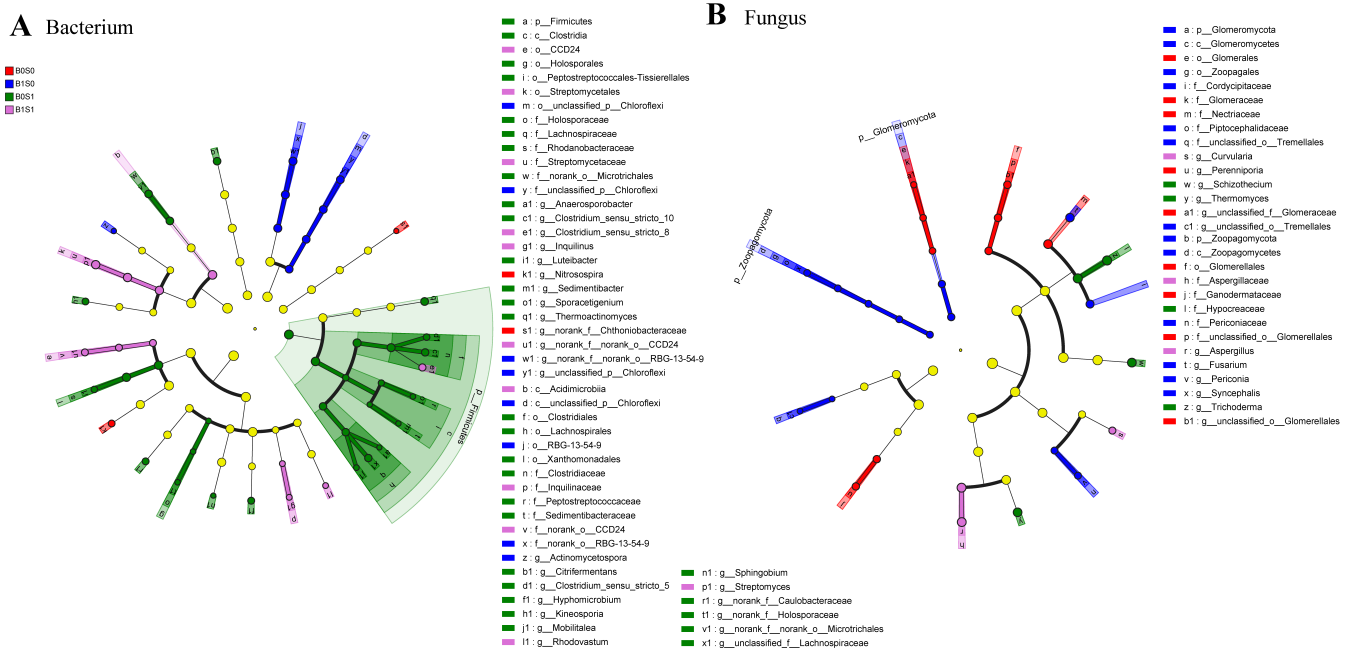 A Bacterium
B0S0
B1S0
B0S1
B1S1
p__Firmicutes
a : p__Firmicutes
c : c__Clostridia
e : o__CCD24
g : o__Holosporales
i : o__Peptostreptococcales-Tissierellales
k : o__Streptomycetales
m : o__unclassified_p__Chloroflexi
o : f__Holosporaceae
q : f__Lachnospiraceae
s : f__Rhodanobacteraceae
u : f__Streptomycetaceae
w : f__norank_o__Microtrichales
y : f__unclassified_p__Chloroflexi
a1 : g__Anaerosporobacter
c1 : g__Clostridium_sensu_stricto_10
e1 : g__Clostridium_sensu_stricto_8
g1 : g__Inquilinus
i1 : g__Luteibacter
k1 : g__Nitrosospira
m1 : g__Sedimentibacter
o1 : g__Sporacetigenium
q1 : g__Thermoactinomyces
s1 : g__norank_f__Chthoniobacteraceae
u1 : g__norank_f__norank_o__CCD24
w1 : g__norank_f__norank_o__RBG-13-54-9
y1 : g__unclassified_p__Chloroflexi
b : c__Acidimicrobiia
d : c__unclassified_p__Chloroflexi
f : o__Clostridiales
h : o__Lachnospirales
j : o__RBG-13-54-9
l : o__Xanthomonadales
n : f__Clostridiaceae
p : f__Inquilinaceae
r : f__Peptostreptococcaceae
t : f__Sedimentibacteraceae
v : f__norank_o__CCD24
x : f__norank_o__RBG-13-54-9
z : g__Actinomycetospora
b1 : g__Citrifermentans
d1 : g__Clostridium_sensu_stricto_5
f1 : g__Hyphomicrobium
h1 : g__Kineosporia
j1 : g__Mobilitalea
l1 : g__Rhodovastum
n1 : g__Sphingobium
p1 : g__Streptomyces
r1 : g__norank_f__Caulobacteraceae
t1 : g__norank_f__Holosporaceae
v1 : g__norank_f__norank_o__Microtrichales
x1 : g__unclassified_f__Lachnospiraceae
B Fungus
p__Glomeromycota
p__Zoopagomycota
a : p__Glomeromycota
c : c__Glomeromycetes
e : o__Glomerales
g : o__Zoopagales
i : f__Cordycipitaceae
k : f__Glomeraceae
m : f__Nectriaceae
o : f__Piptocephalidaceae
q : f__unclassified_o__Tremellales
s : g__Curvularia
u : g__Perenniporia
w : g__Schizothecium
y : g__Thermomyces
a1 : g__unclassified_f__Glomeraceae
c1 : g__unclassified_o__Tremellales
b : p__Zoopagomycota
d : c__Zoopagomycetes
f : o__Glomerellales
h : f__Aspergillaceae
j : f__Ganodermataceae
l : f__Hypocreaceae
n : f__Periconiaceae
p : f__unclassified_o__Glomerellales
r : g__Aspergillus
t : g__Fusarium
v : g__Periconia
x : g__Syncephalis
z : g__Trichoderma
b1 : g__unclassified_o__Glomerellales